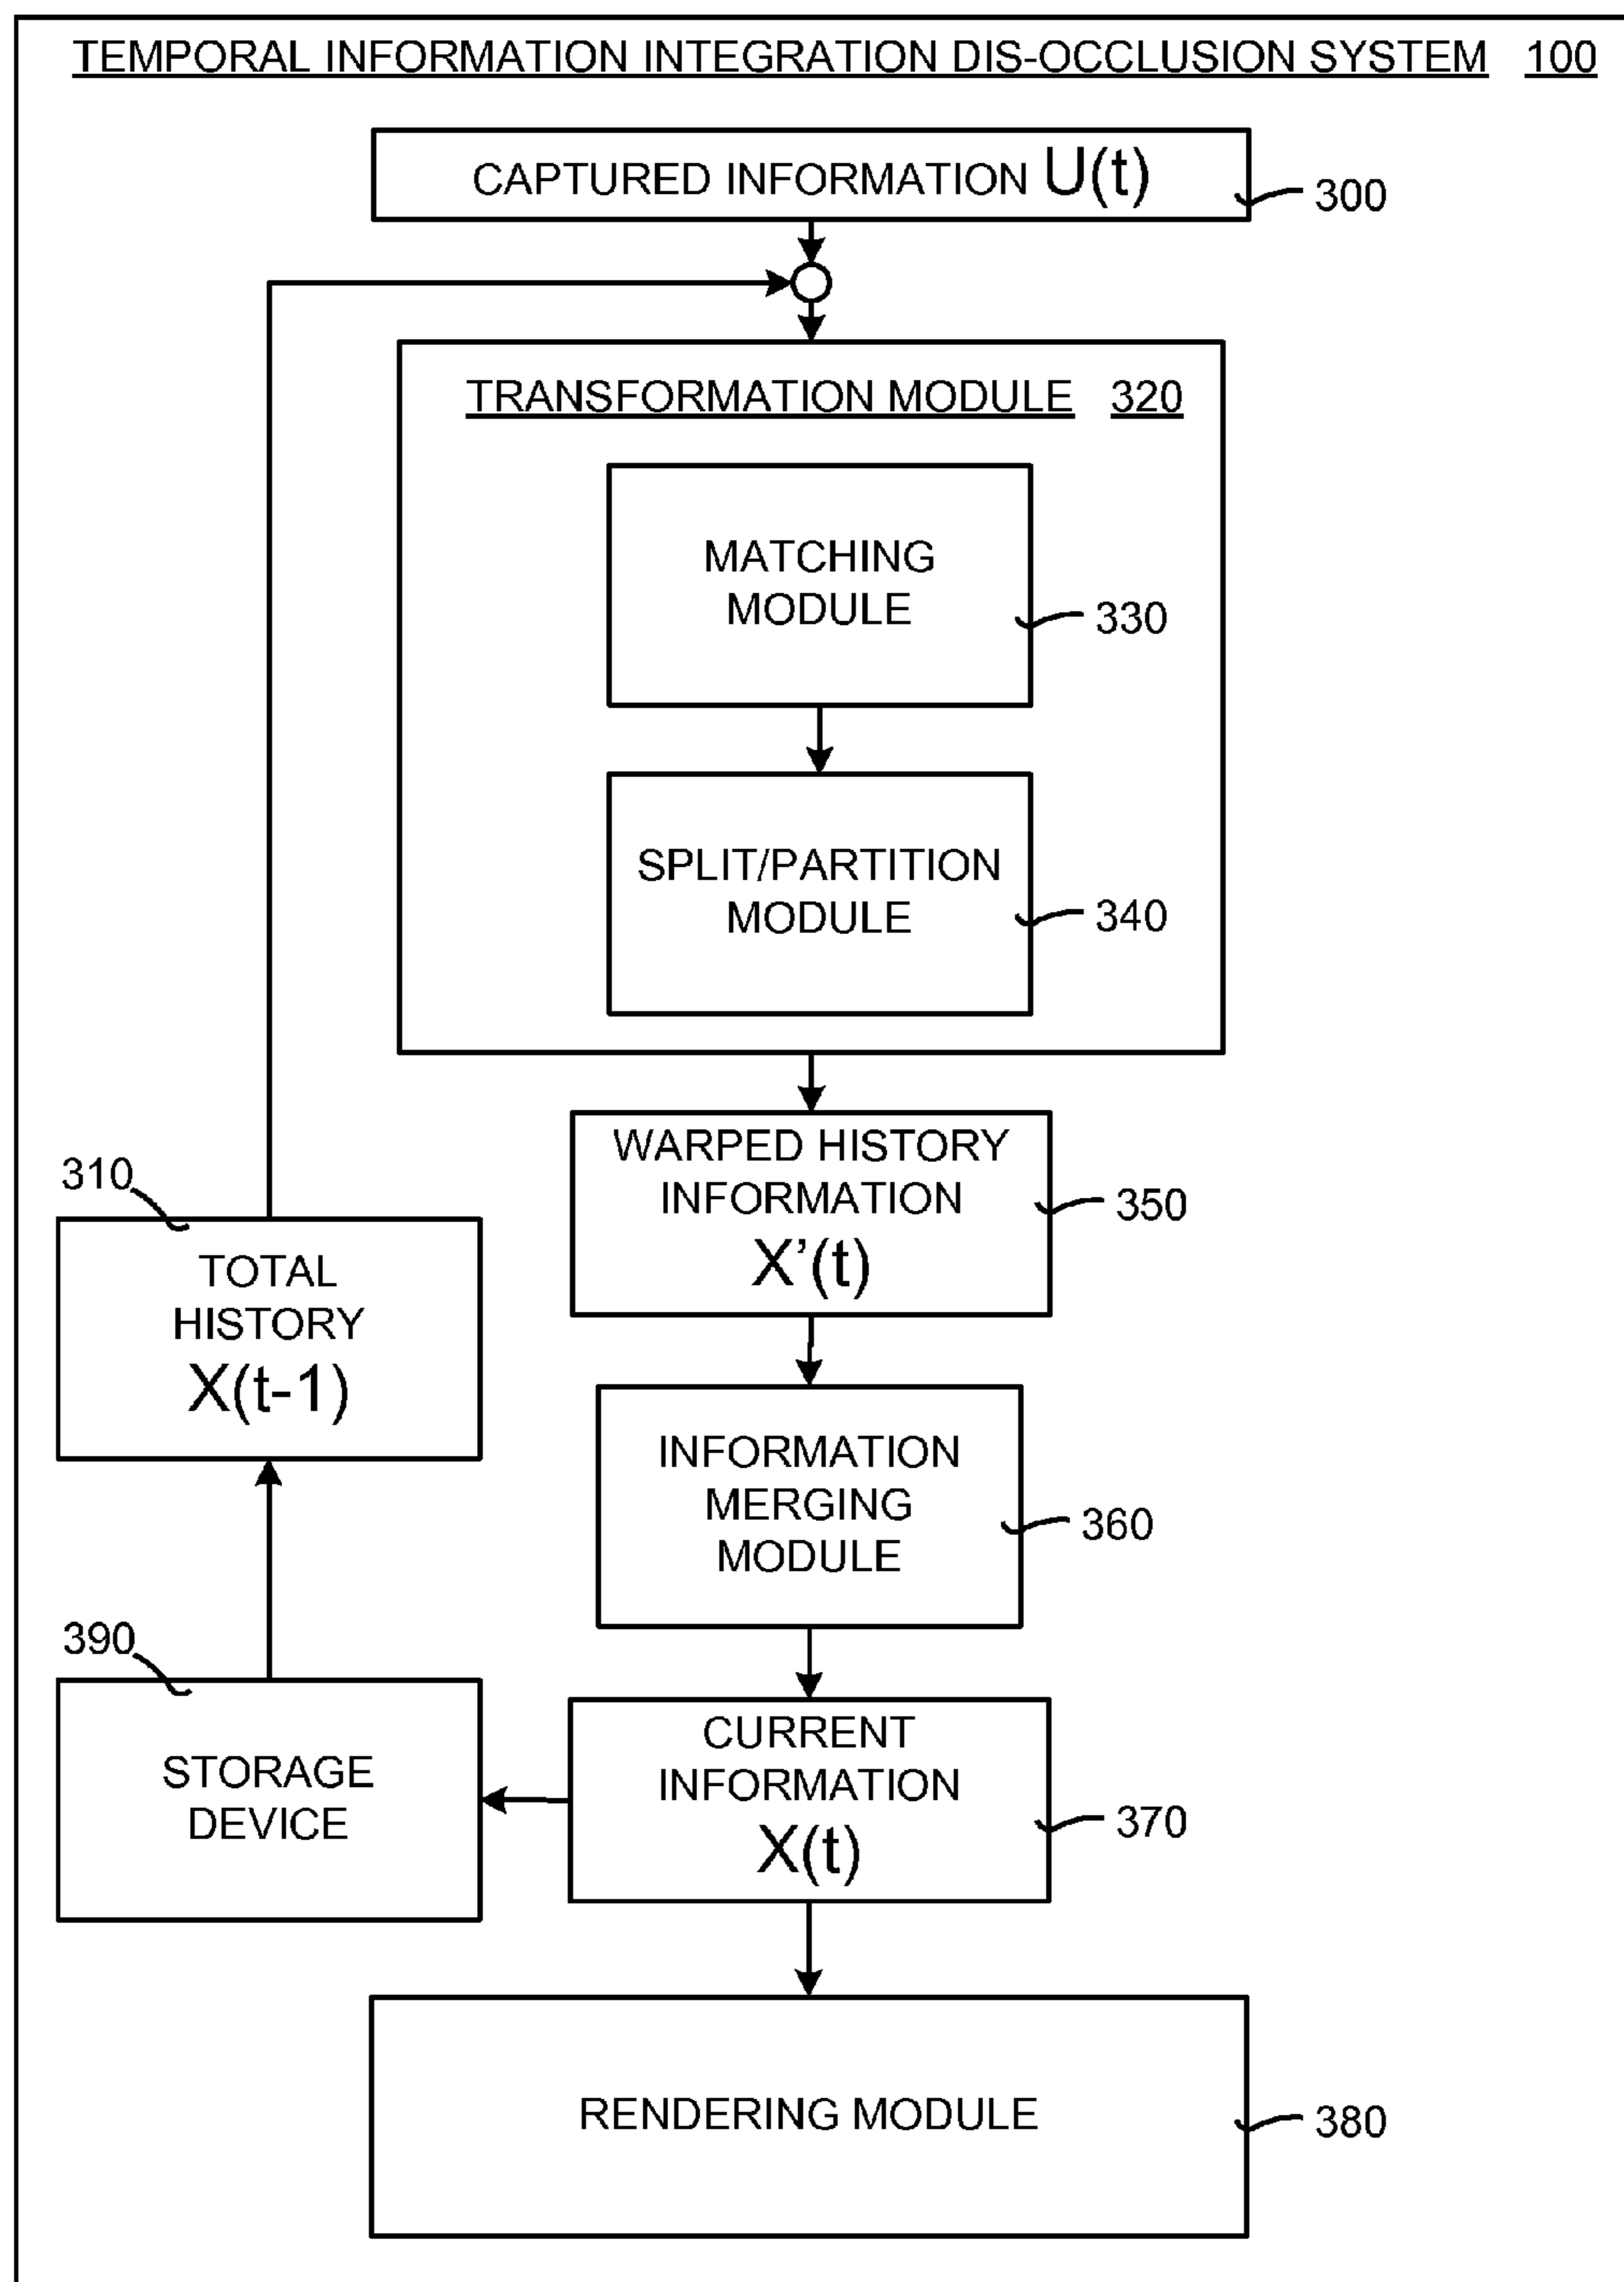 TEMPORAL INFORMATION INTEGRATION DIS-OCCLUSION SYSTEM 100
CAPTURED INFORMATION U(t)
300
TRANSFORMATION MODULE 320
MATCHING
MODULE
330
SPLIT/PARTITION
MODULE
340
WARPED HISTORY
INFORMATION
X’(t)
350
310
TOTAL
HISTORY
X(t-1)
INFORMATION
MERGING
MODULE
360
390
STORAGE
DEVICE
CURRENT
INFORMATION
X(t)
370
RENDERING MODULE
380